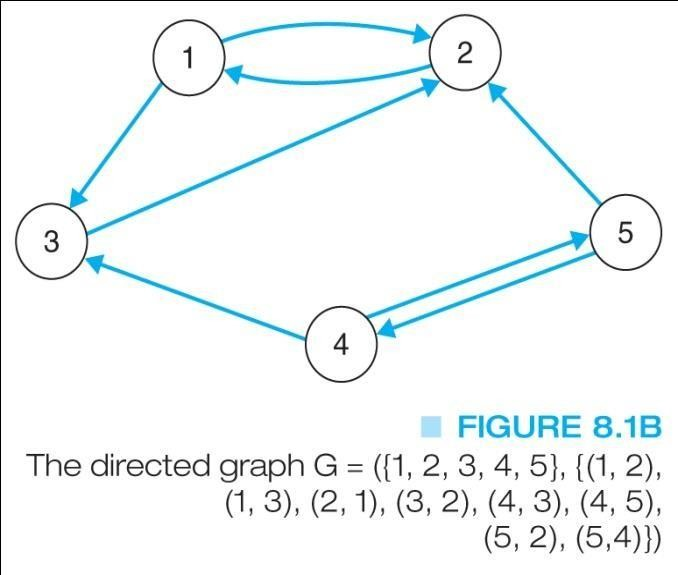 1
2
3
5
4
FIGURE 8.1B
The directed graph G = ({1, 2, 3, 4, 5}, {(1, 2),
(1, 3), (2, 1), (3, 2), (4, 3), (4, 5),
(5, 2), (5,4)})